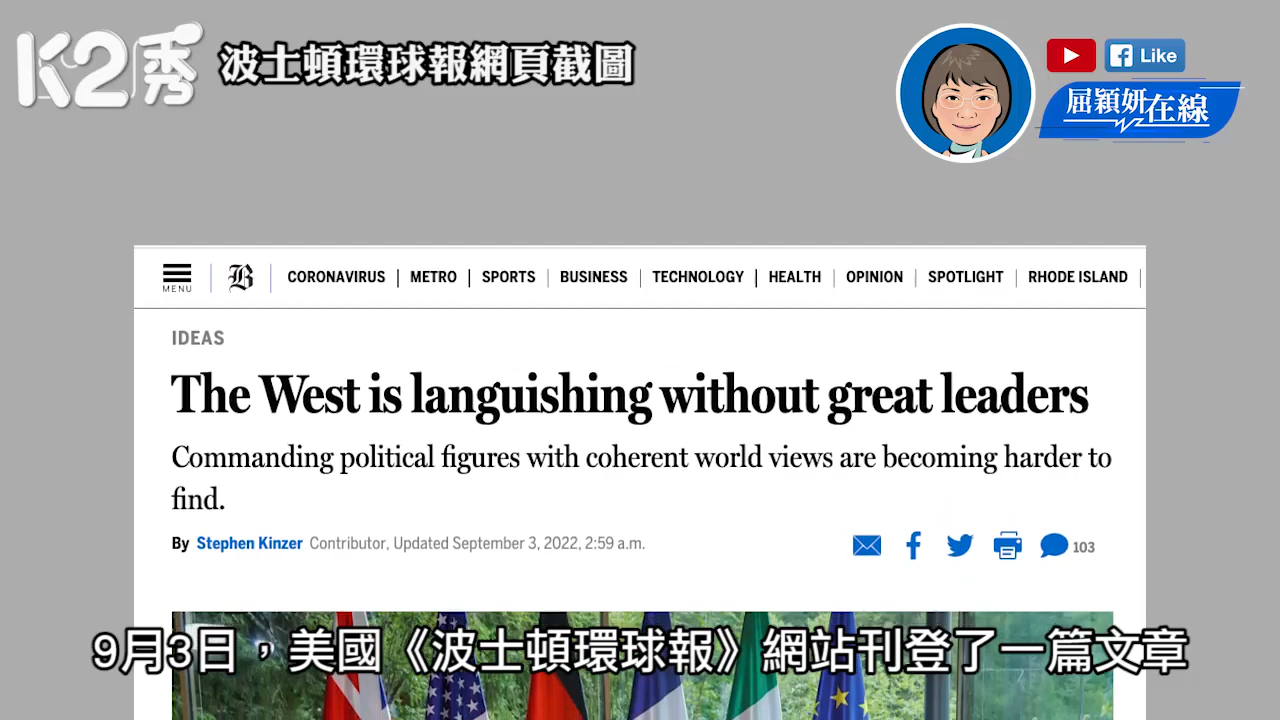 K2秀
波士頓環球報網頁截圖
Like
屈穎妍在線
MENU
B
CORONAVIRUS | METRO | SPORTS | BUSINESS | TECHNOLOGY | HEALTH | OPINION | SPOTLIGHT | RHODE ISLAND |
IDEAS
The West is languishing without great leaders
Commanding political figures with coherent world views are becoming harder to
find.
By Stephen Kinzer Contributor, Updated September 3, 2022, 2:59 a.m.
103
9月3日，美國《波士頓環球報》網站刊登了一篇文章